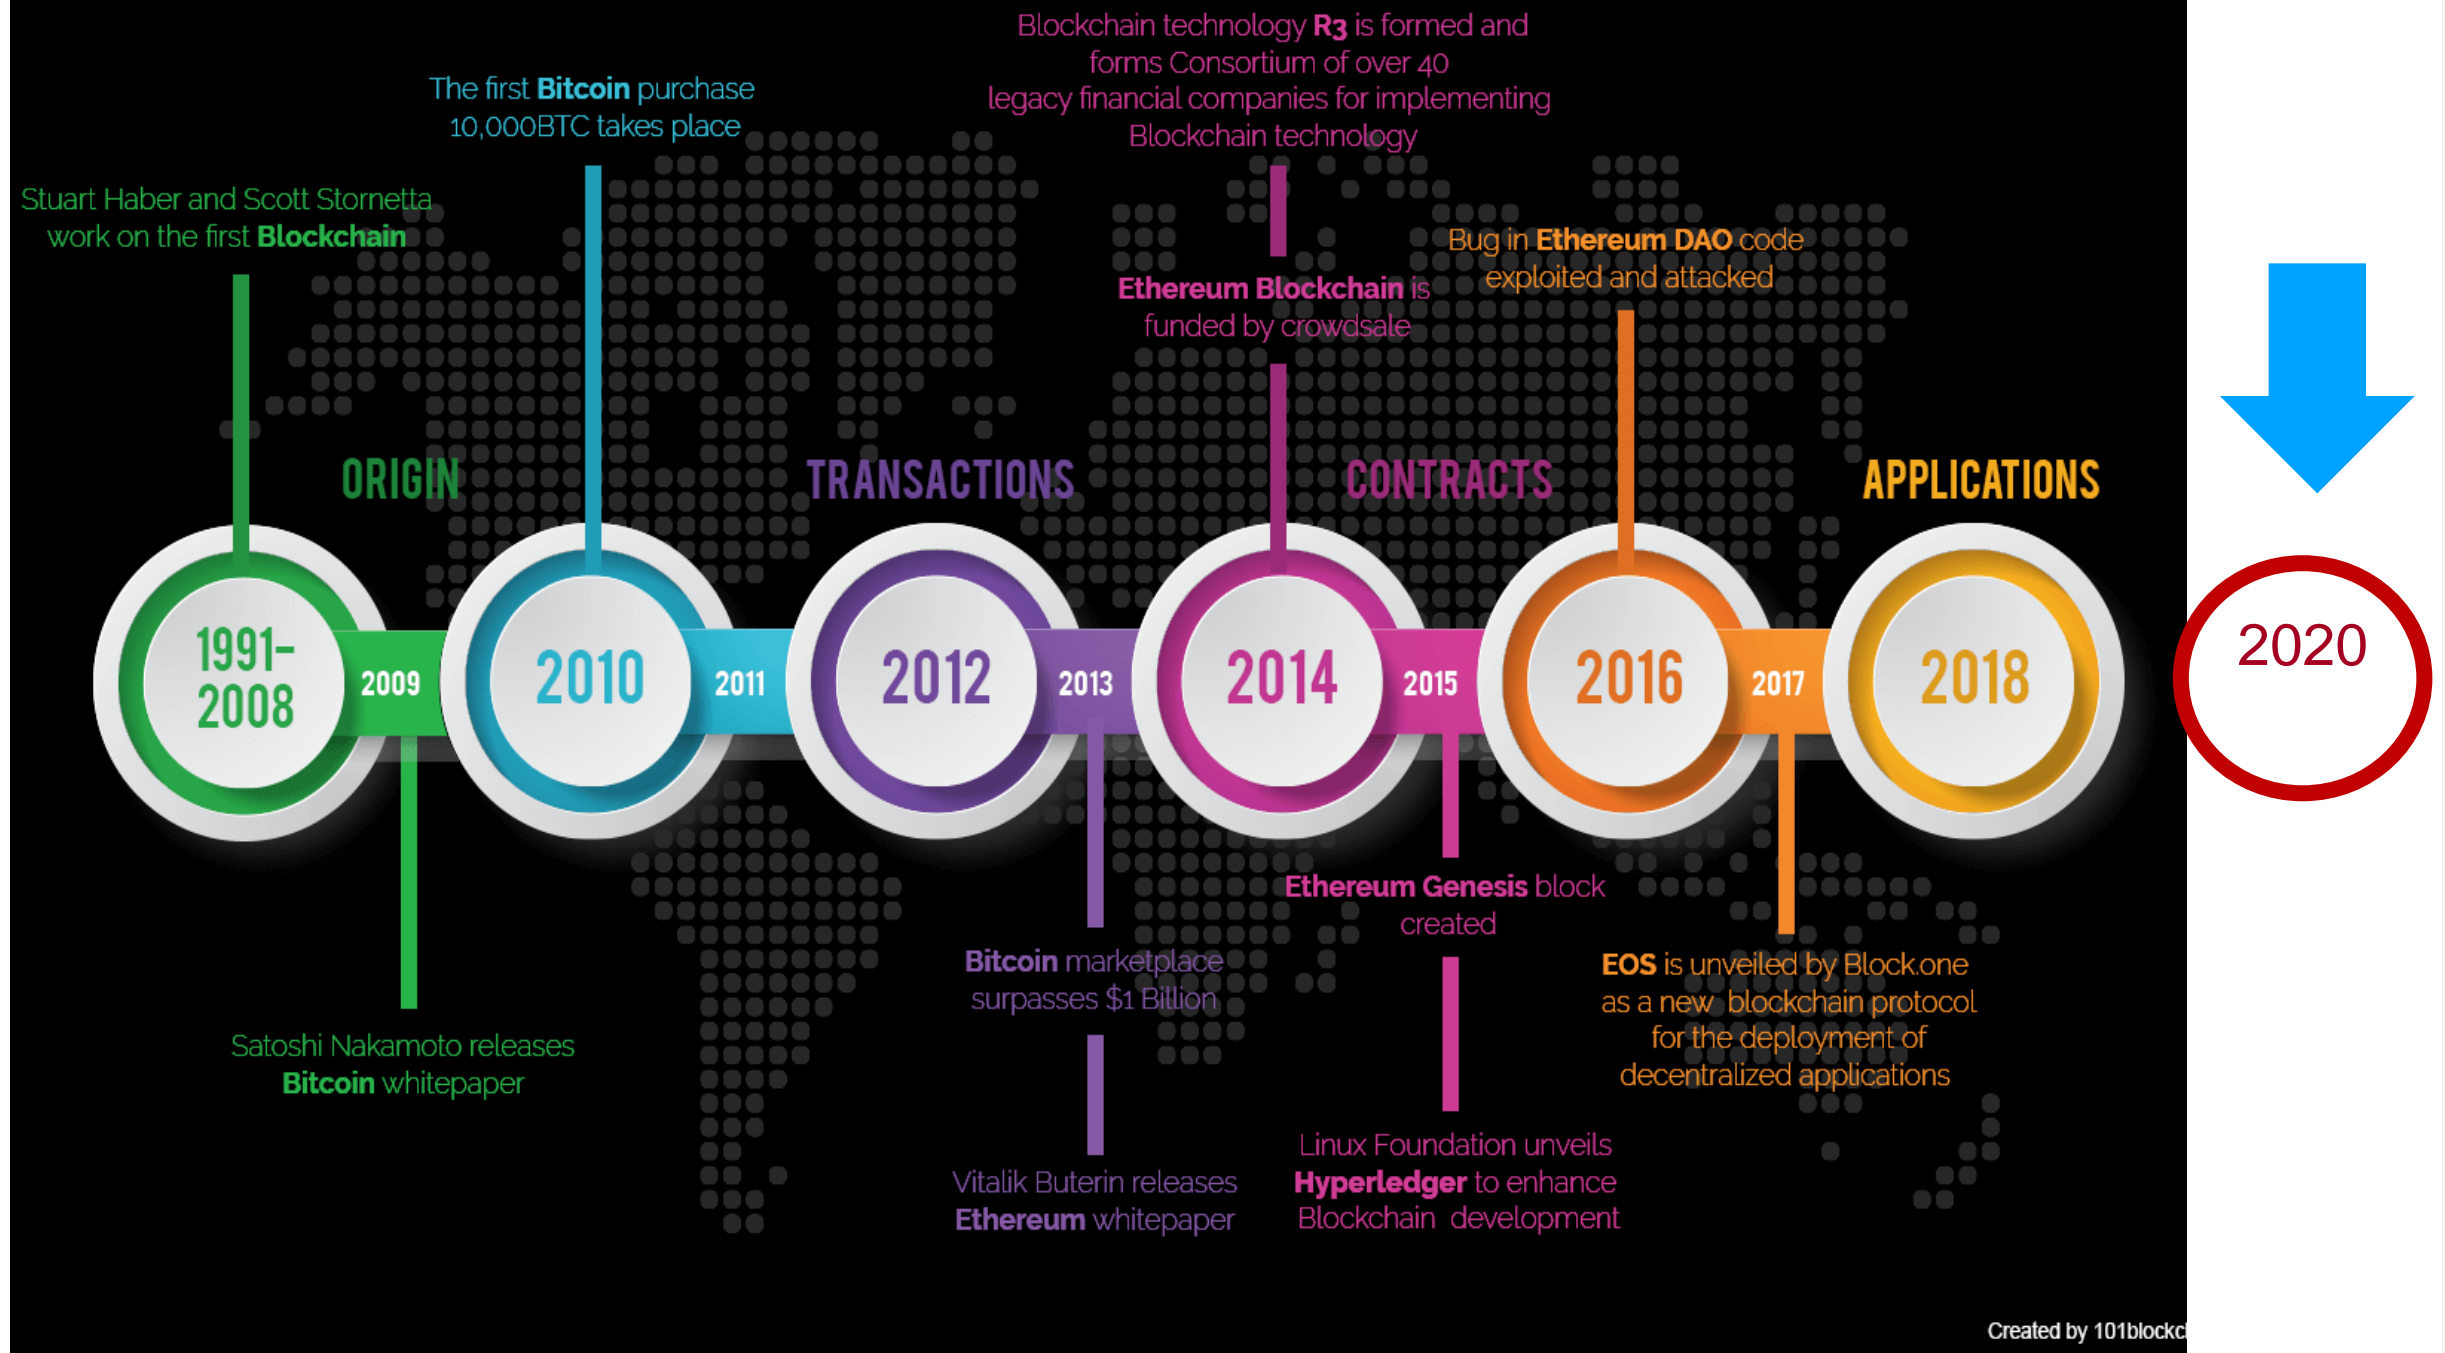 Blockchain technology R3 is formed and
forms Consortium of over 40
legacy financial companies for implementing
Blockchain technology
The first Bitcoin purchase
10,000BTC takes place
Stuart Haber and Scott Stornetta
work on the first Blockchain
Bug in Ethereum DAO code
exploited and attacked
Ethereum Blockchain is
funded by crowdsale
ORIGIN
TRANSACTIONS
CONTRACTS
APPLICATIONS
1991-
2008
2009
2010
2011
2012
2013
2014
2015
2016
2017
2018
2020
Ethereum Genesis block
created
Bitcoin marketplace
surpasses $1 Billion
EOS is unveiled by Block.one
as a new blockchain protocol
for the deployment of
decentralized applications
Satoshi Nakamoto releases
Bitcoin whitepaper
Vitalik Buterin releases
Ethereum whitepaper
Linux Foundation unveils
Hyperledger to enhance
Blockchain development
Created by 101blockc